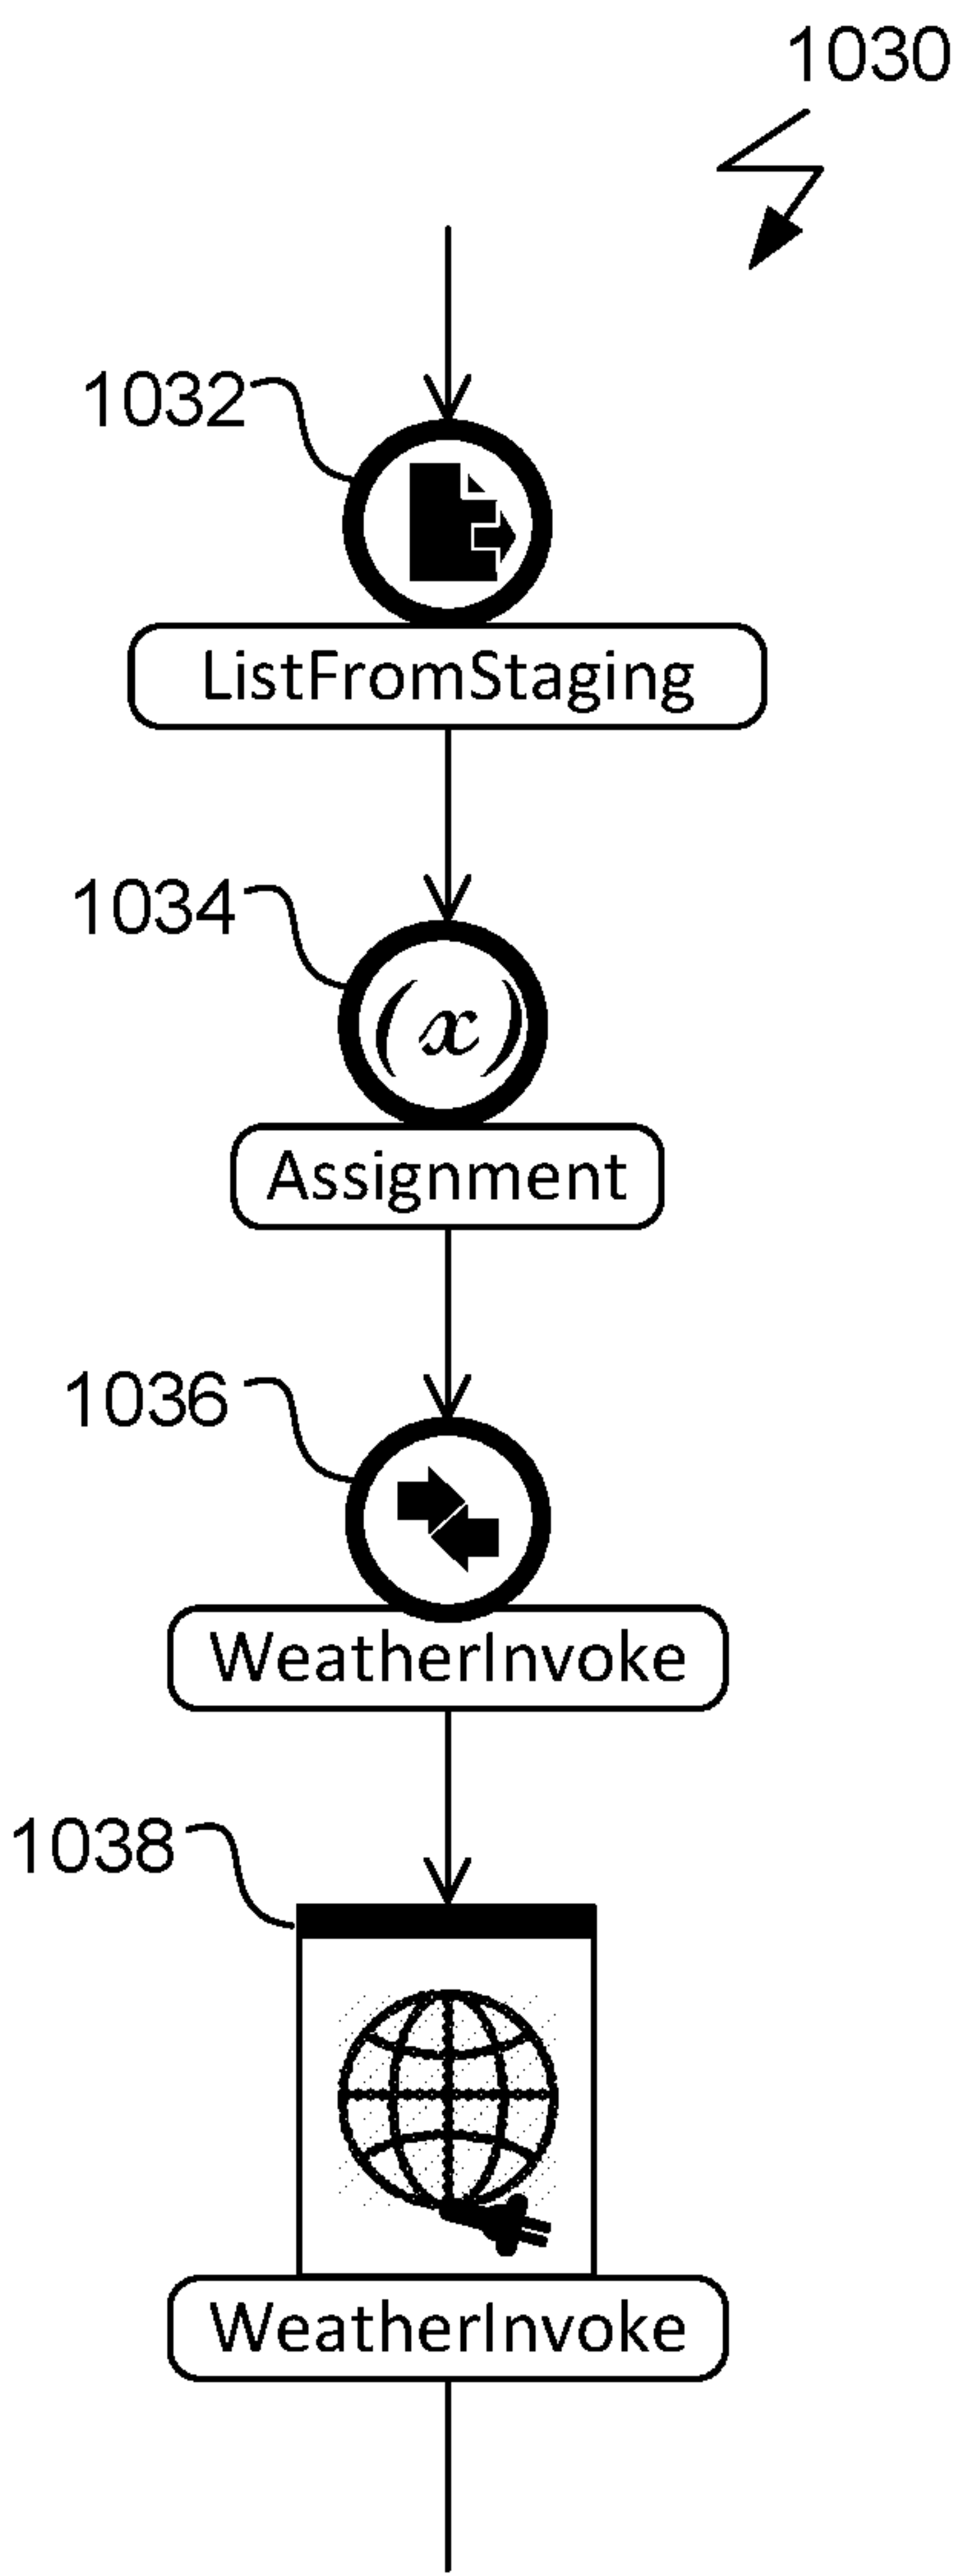 1030
1032
ListFromStaging
1034
(x)
Assignment
1036
WeatherInvoke
1038
WeatherInvoke